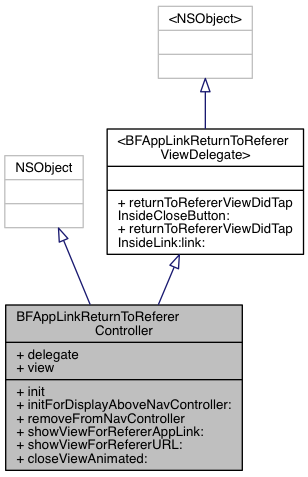 <NSObject>
<BFAppLinkReturnToReferer
ViewDelegate>
+ returnToRefererViewDidTap
InsideCloseButton:
+ returnToRefererViewDidTap
InsideLink:link:
NSObject
BFAppLinkReturnToReferer
Controller
+ delegate
+ view
+ init
+ initForDisplayAboveNavController:
+ removeFromNavController
+ showViewForRefererAppLink:
+ showViewForRefererURL:
+ closeViewAnimated: